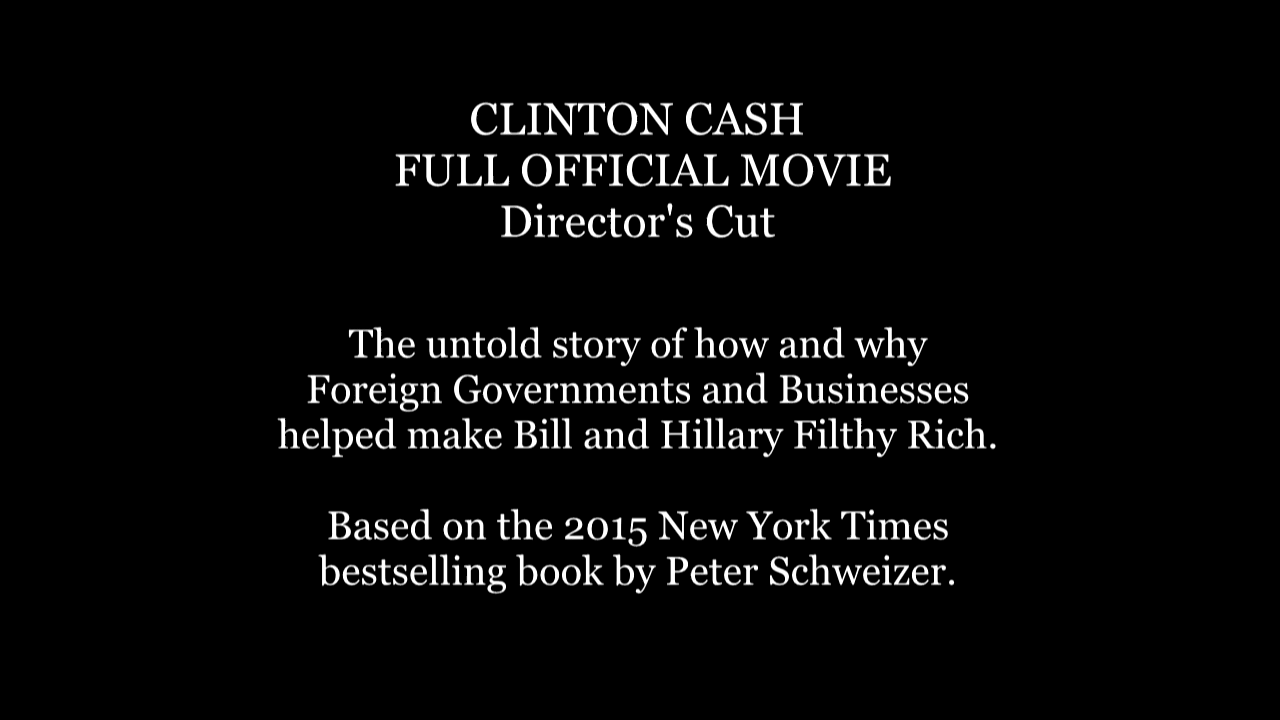 CLINTON CASH
FULL OFFICIAL MOVIE
Director's Cut
The untold story of how and why
Foreign Governments and Businesses
helped make Bill and Hillary Filthy Rich.
Based on the 2015 New York Times
bestselling book by Peter Schweizer.